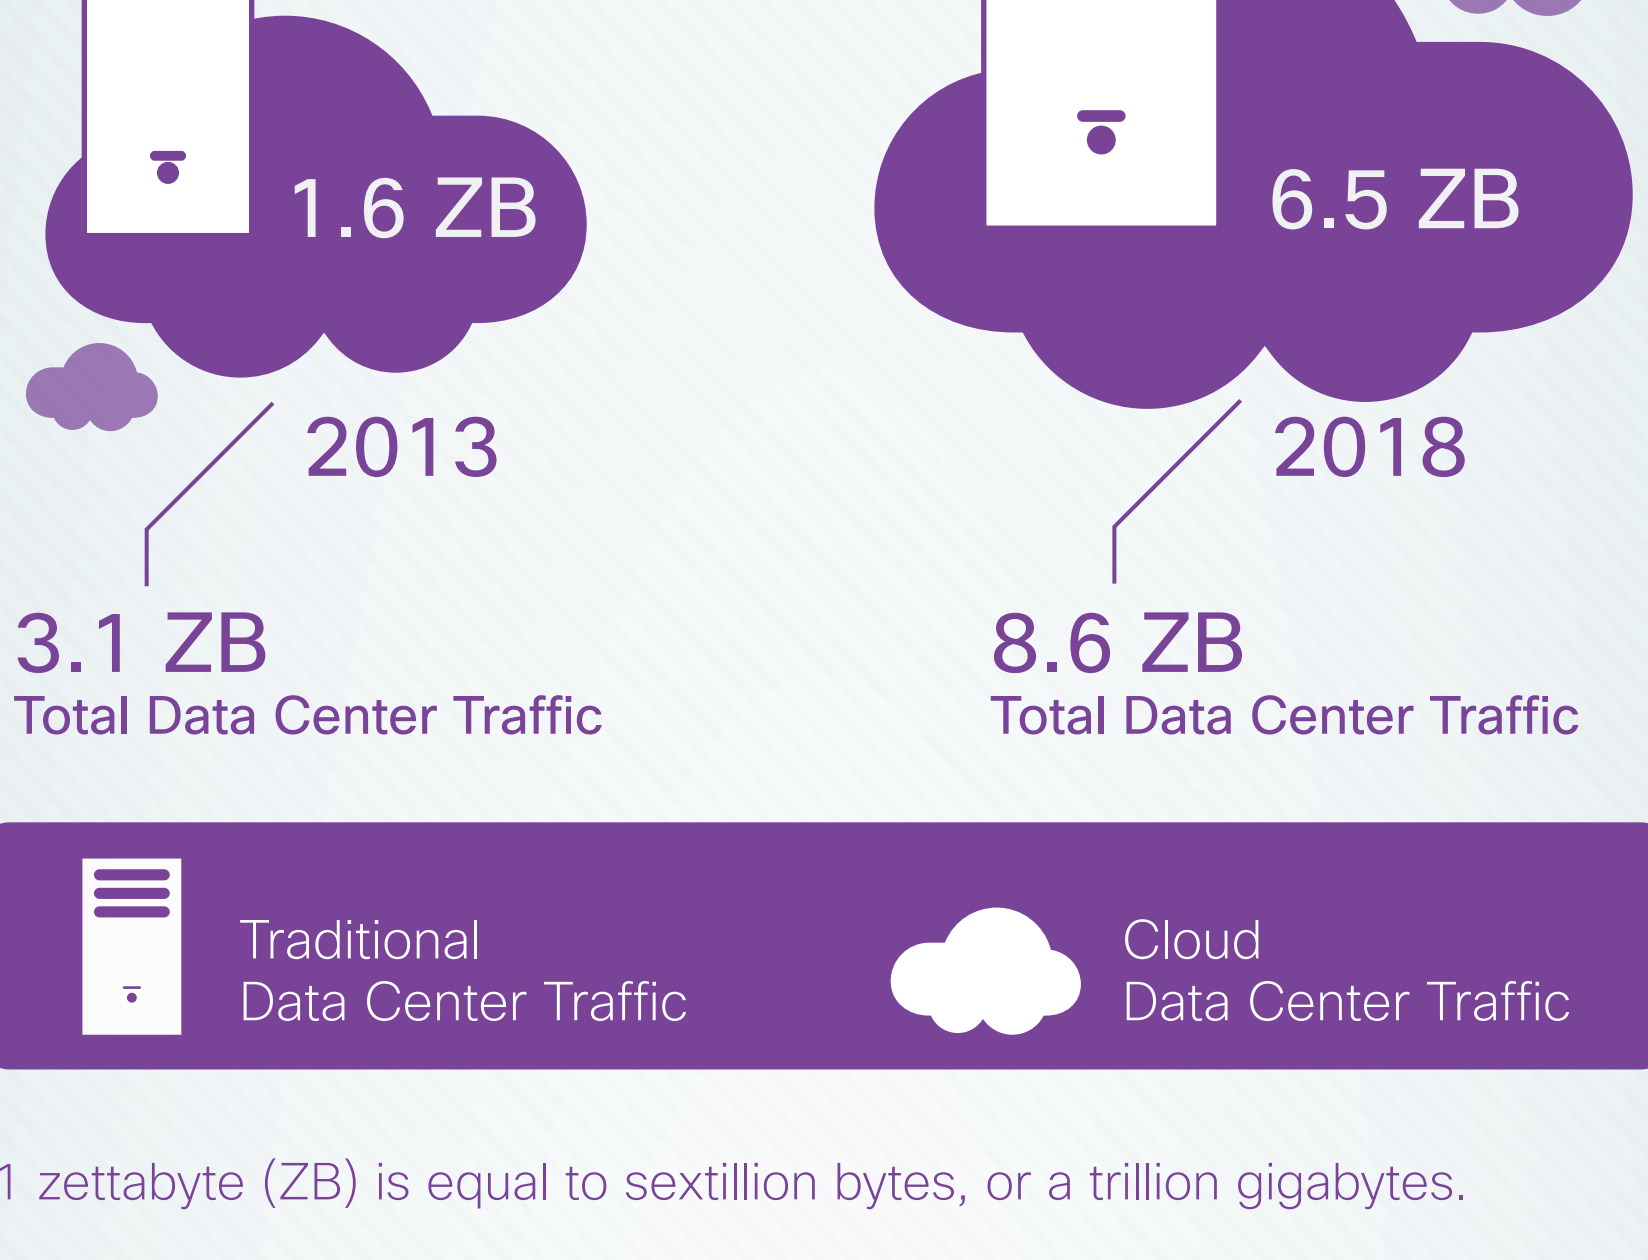 1.6 ZB
6.5 ZB
2013
2018
3.1 ZB
Total Data Center Traffic
8.6 ZB
Total Data Center Traffic
Traditional
Data Center Traffic
Cloud
Data Center Traffic
1 zettabyte (ZB) is equal to sextillion bytes, or a trillion gigabytes.